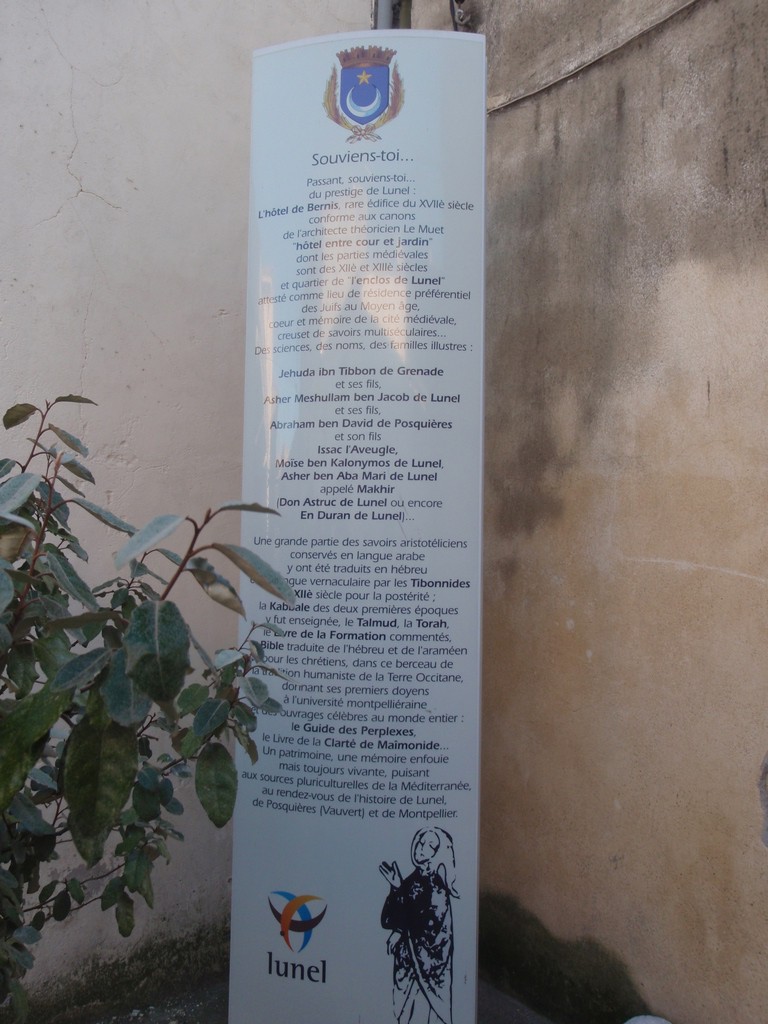 Souviens-toi...
Passant, souviens-toi...
du prestige de Lunel :
L'hôtel de Bernis, rare édifice du XVIIè siècle
conforme aux canons
de l'architecte théoricien Le Muet
"hôtel entre cour et jardin"
dont les parties médiévales
sont des XIIè et XIIIè siècles
et quartier de "l'enclos de Lunel"
attesté comme lieu de résidence préférentiel
des Juifs au Moyen âge,
coeur et mémoire de la cité médiévale,
creuset de savoirs multiséculaires...
Des sciences, des noms, des familles illustres :
Jehuda ibn Tibbon de Grenade
et ses fils,
Asher Meshullam ben Jacob de Lunel
et ses fils,
Abraham ben David de Posquières
et son fils
Issac l'Aveugle,
Moïse ben Kalonymos de Lunel,
Asher ben Aba Mari de Lunel
appelé Makhir
(Don Astruc de Lunel ou encore
En Duran de Lunel)...
Une grande partie des savoirs aristotéliciens
conservés en langue arabe
y ont été traduits en hébreu
langue vernaculaire par les Tibonnides
XIIè siècle pour la postérité ;
la Kabbale des deux premières époques
y fut enseignée, le Talmud, la Torah,
le Livre de la Formation commentés,
Bible traduite de l'hébreu et de l'araméen
pour les chrétiens, dans ce berceau de
la tradition humaniste de la Terre Occitane,
donnant ses premiers doyens
à l'université montpelliéraine
et des ouvrages célèbres au monde entier :
le Guide des Perplexes,
le Livre de la Clarté de Maïmonide...
Un patrimoine, une mémoire enfouie
mais toujours vivante, puisant
aux sources pluriculturelles de la Méditerranée,
au rendez-vous de l'histoire de Lunel,
de Posquières (Vauvert) et de Montpellier.
lunel